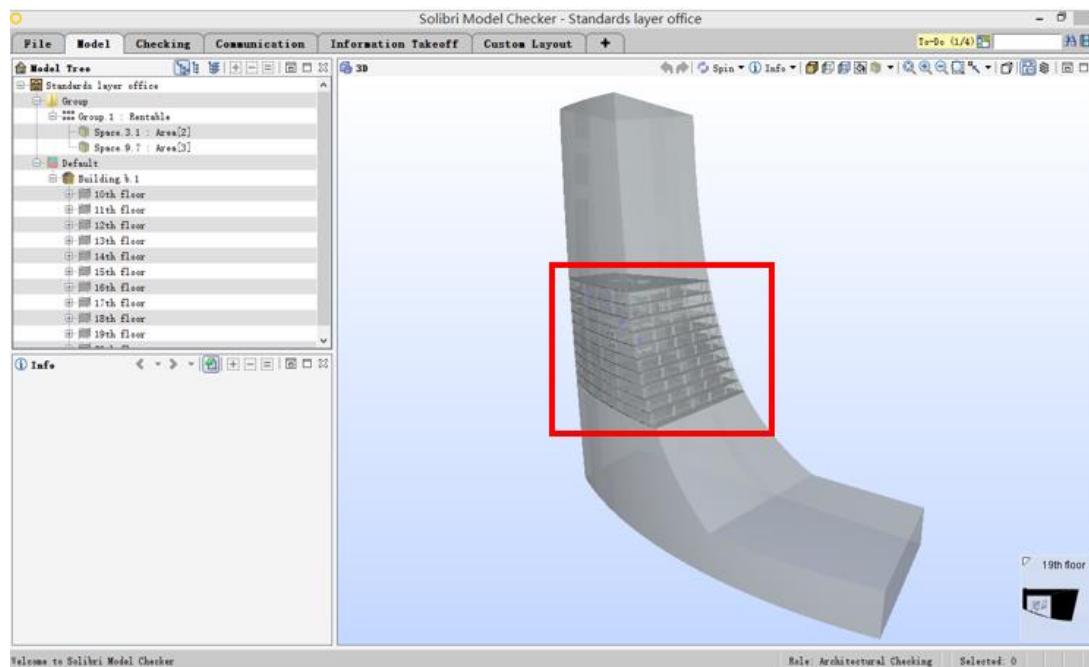 Solibri Model Checker - Standards layer office
File Model Checking Communication Information Takeoff Custom Layout +
To-Do (1/4)
Model Tree
3D
Spin Info
Standards layer office
Group
Group.1 : Rentable
Space.3.1 : Area[2]
Space.9.7 : Area[3]
Default
Building.b.1
10th floor
11th floor
12th floor
13th floor
14th floor
15th floor
16th floor
17th floor
18th floor
19th floor
Info
19th floor
Welcome to Solibri Model Checker
Role: Architectural Checking Selected: 0